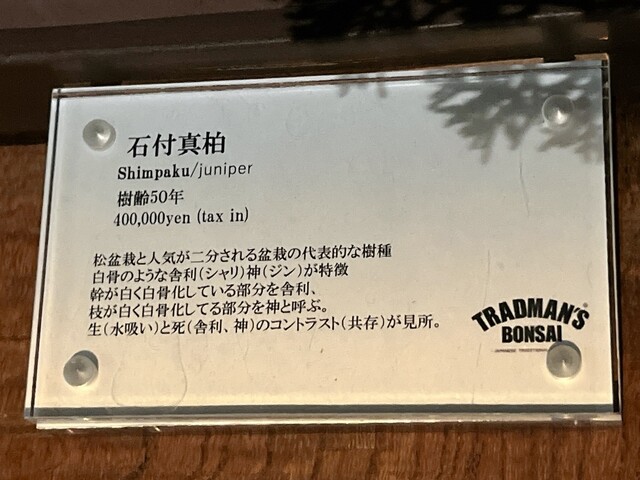 石付真柏
Shimpaku/juniper
樹齢50年
400,000yen (tax in)
松盆栽と人気が二分される盆栽の代表的な樹種
白骨のような舎利(シャリ)神(ジン)が特徴
幹が白く白骨化している部分を舎利、
枝が白く白骨化してる部分を神と呼ぶ。
生(水吸い)と死(舎利、神)のコントラスト(共存)が見所。
TRADMAN'S
BONSAI